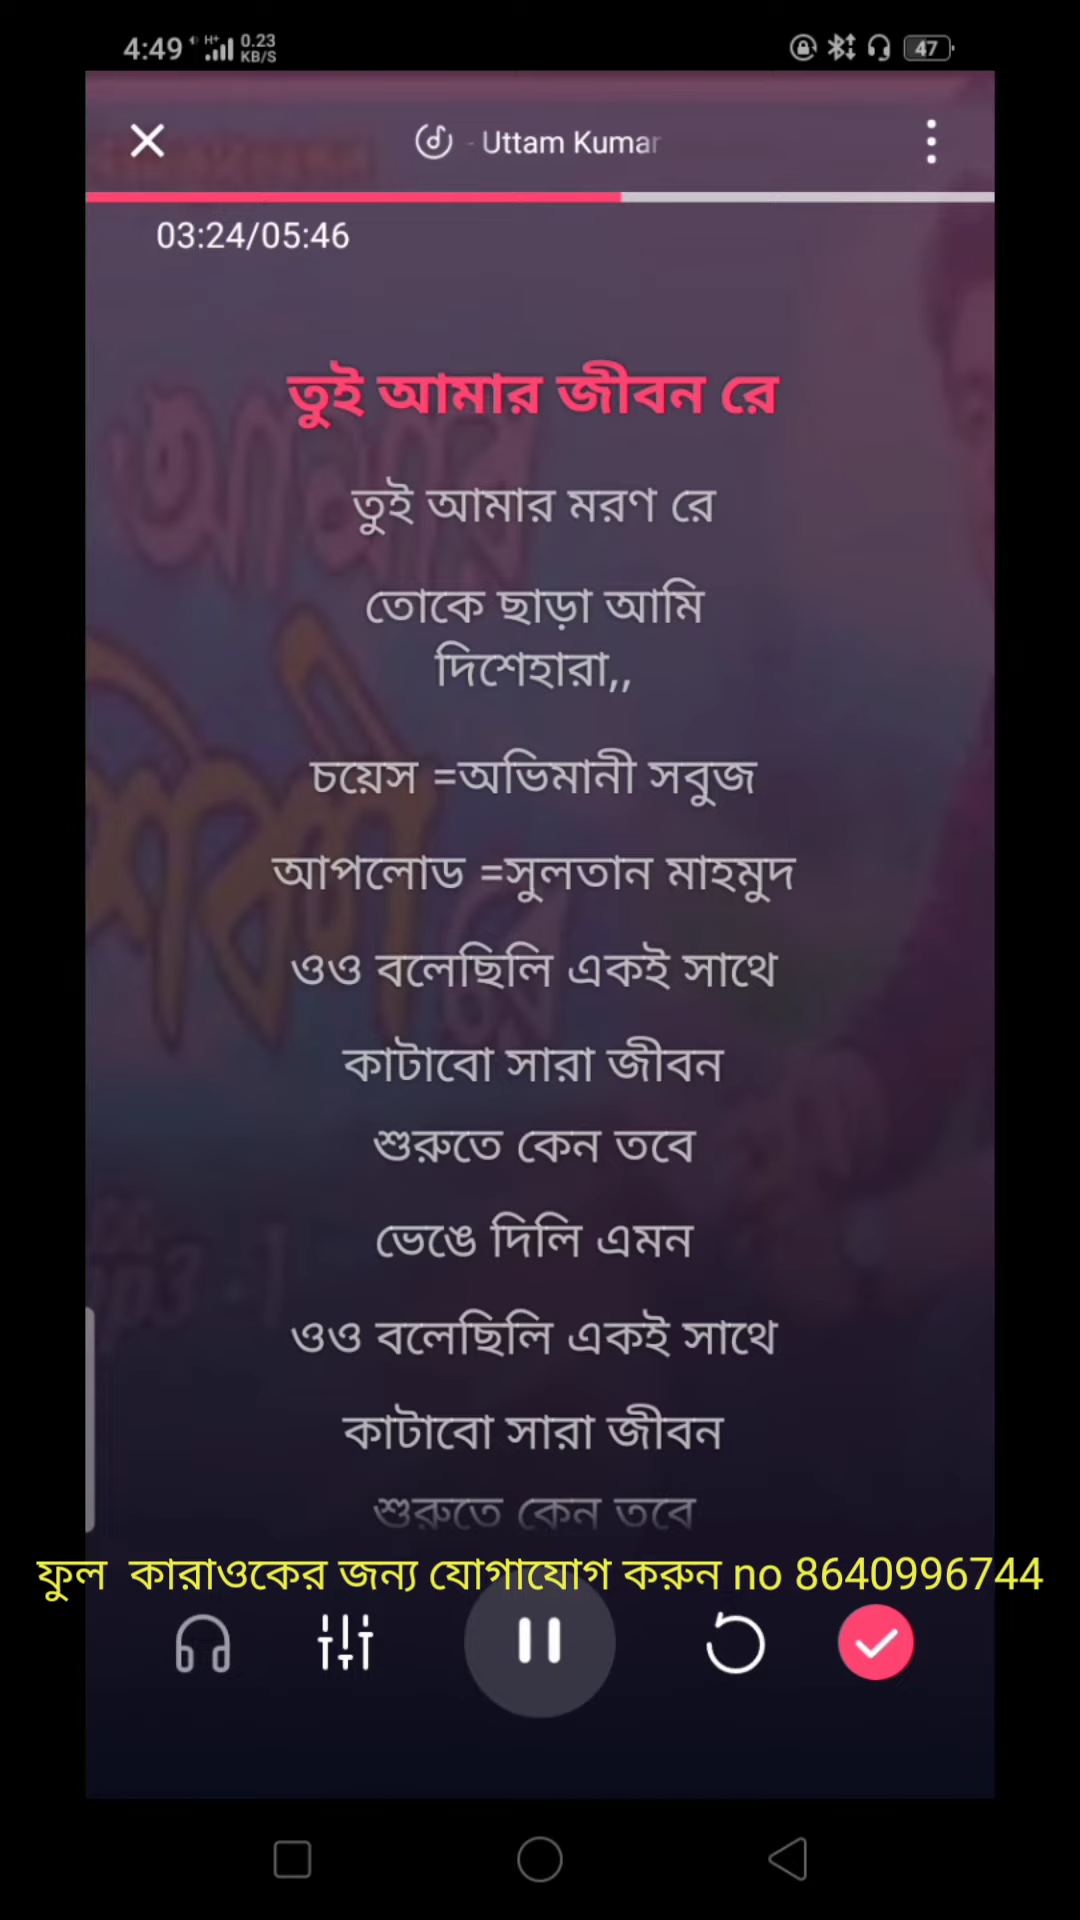 4:49 H+ 0.23 KB/S 47
- Uttam Kumar
03:24/05:46
তুই আমার জীবন রে
তুই আমার মরণ রে
তোকে ছাড়া আমি
দিশেহারা,,
চয়েস =অভিমানী সবুজ
আপলোড =সুলতান মাহমুদ
ওও বলেছিলি একই সাথে
কাটাবো সারা জীবন
শুরুতে কেন তবে
ভেঙে দিলি এমন
ওও বলেছিলি একই সাথে
কাটাবো সারা জীবন
শুরুতে কেন তবে
ফুল কারাওকের জন্য যোগাযোগ করুন no 8640996744